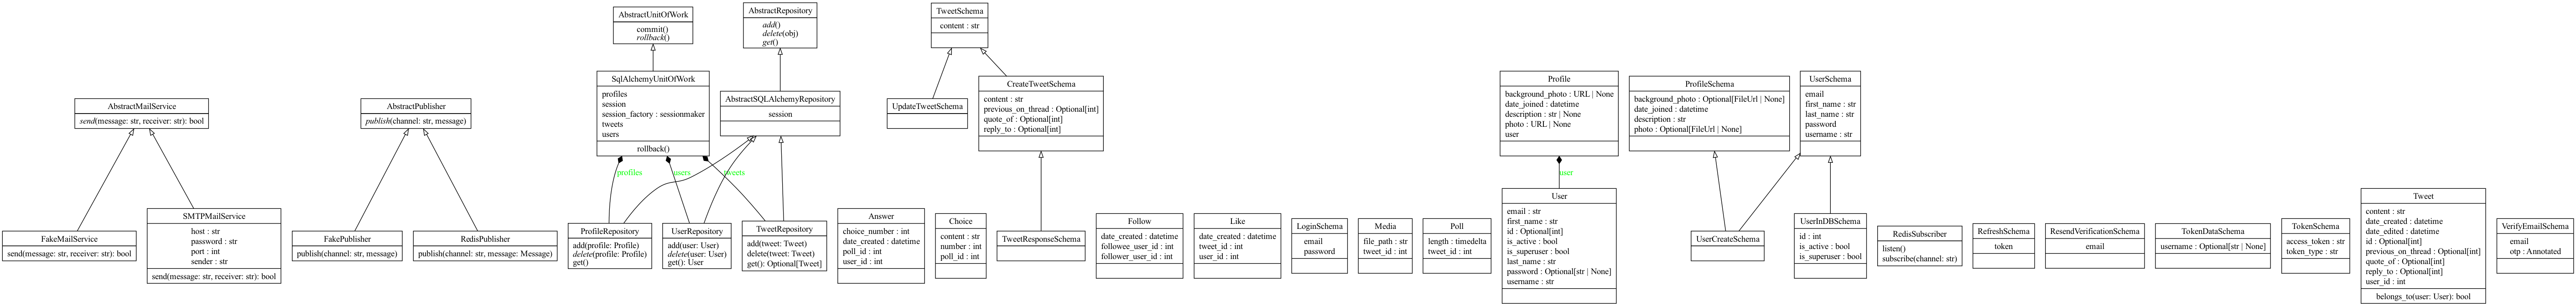 AbstractMailService
send(message: str, receiver: str): bool
FakeMailService
send(message: str, receiver: str): bool
SMTPMailService
host : str
password : str
port : int
sender : str
send(message: str, receiver: str): bool
AbstractPublisher
publish(channel: str, message)
FakePublisher
publish(channel: str, message)
RedisPublisher
publish(channel: str, message: Message)
AbstractUnitOfWork
commit()
rollback()
SqlAlchemyUnitOfWork
profiles
session
session_factory : sessionmaker
tweets
users
rollback()
AbstractRepository
add()
delete(obj)
get()
AbstractSQLAlchemyRepository
session
profiles
users
tweets
ProfileRepository
add(profile: Profile)
delete(profile: Profile)
get()
UserRepository
add(user: User)
delete(user: User)
get(): User
TweetRepository
add(tweet: Tweet)
delete(tweet: Tweet)
get(): Optional[Tweet]
Answer
choice_number : int
date_created : datetime
poll_id : int
user_id : int
TweetSchema
content : str
UpdateTweetSchema
CreateTweetSchema
content : str
previous_on_thread : Optional[int]
quote_of : Optional[int]
reply_to : Optional[int]
Choice
content : str
number : int
poll_id : int
TweetResponseSchema
Follow
date_created : datetime
followee_user_id : int
follower_user_id : int
Like
date_created : datetime
tweet_id : int
user_id : int
LoginSchema
email
password
Media
file_path : str
tweet_id : int
Poll
length : timedelta
tweet_id : int
Profile
background_photo : URL | None
date_joined : datetime
description : str | None
photo : URL | None
user
user
User
email : str
first_name : str
id : Optional[int]
is_active : bool
is_superuser : bool
last_name : str
password : Optional[str | None]
username : str
ProfileSchema
background_photo : Optional[FileUrl | None]
date_joined : datetime
description : str
photo : Optional[FileUrl | None]
UserSchema
email
first_name : str
last_name : str
password
username : str
UserCreateSchema
UserInDBSchema
id : int
is_active : bool
is_superuser : bool
RedisSubscriber
listen()
subscribe(channel: str)
RefreshSchema
token
ResendVerificationSchema
email
TokenDataSchema
username : Optional[str | None]
TokenSchema
access_token : str
token_type : str
Tweet
content : str
date_created : datetime
date_edited : datetime
id : Optional[int]
previous_on_thread : Optional[int]
quote_of : Optional[int]
reply_to : Optional[int]
user_id : int
belongs_to(user: User): bool
VerifyEmailSchema
email
otp : Annotated